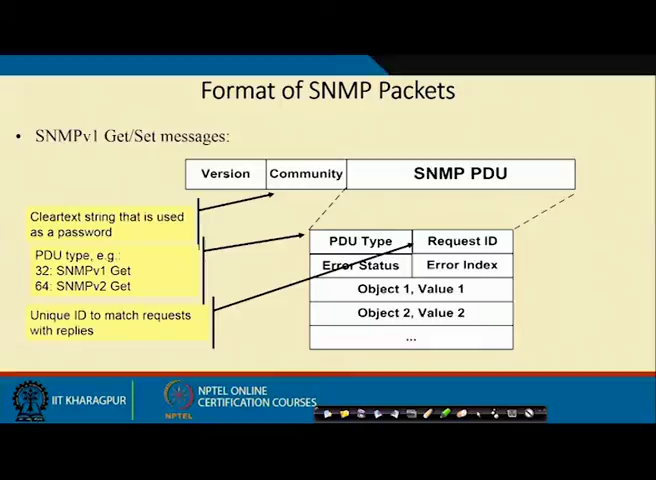 Format of SNMP Packets
• SNMPv1 Get/Set messages:
Version Community SNMP PDU
Cleartext string that is used
as a password
PDU type, e.g.:
32: SNMPv1 Get
64: SNMPv2 Get
Unique ID to match requests
with replies
PDU Type Request ID
Error Status Error Index
Object 1, Value 1
Object 2, Value 2
...
IIT KHARAGPUR
NPTEL
NPTEL ONLINE
CERTIFICATION COURSES